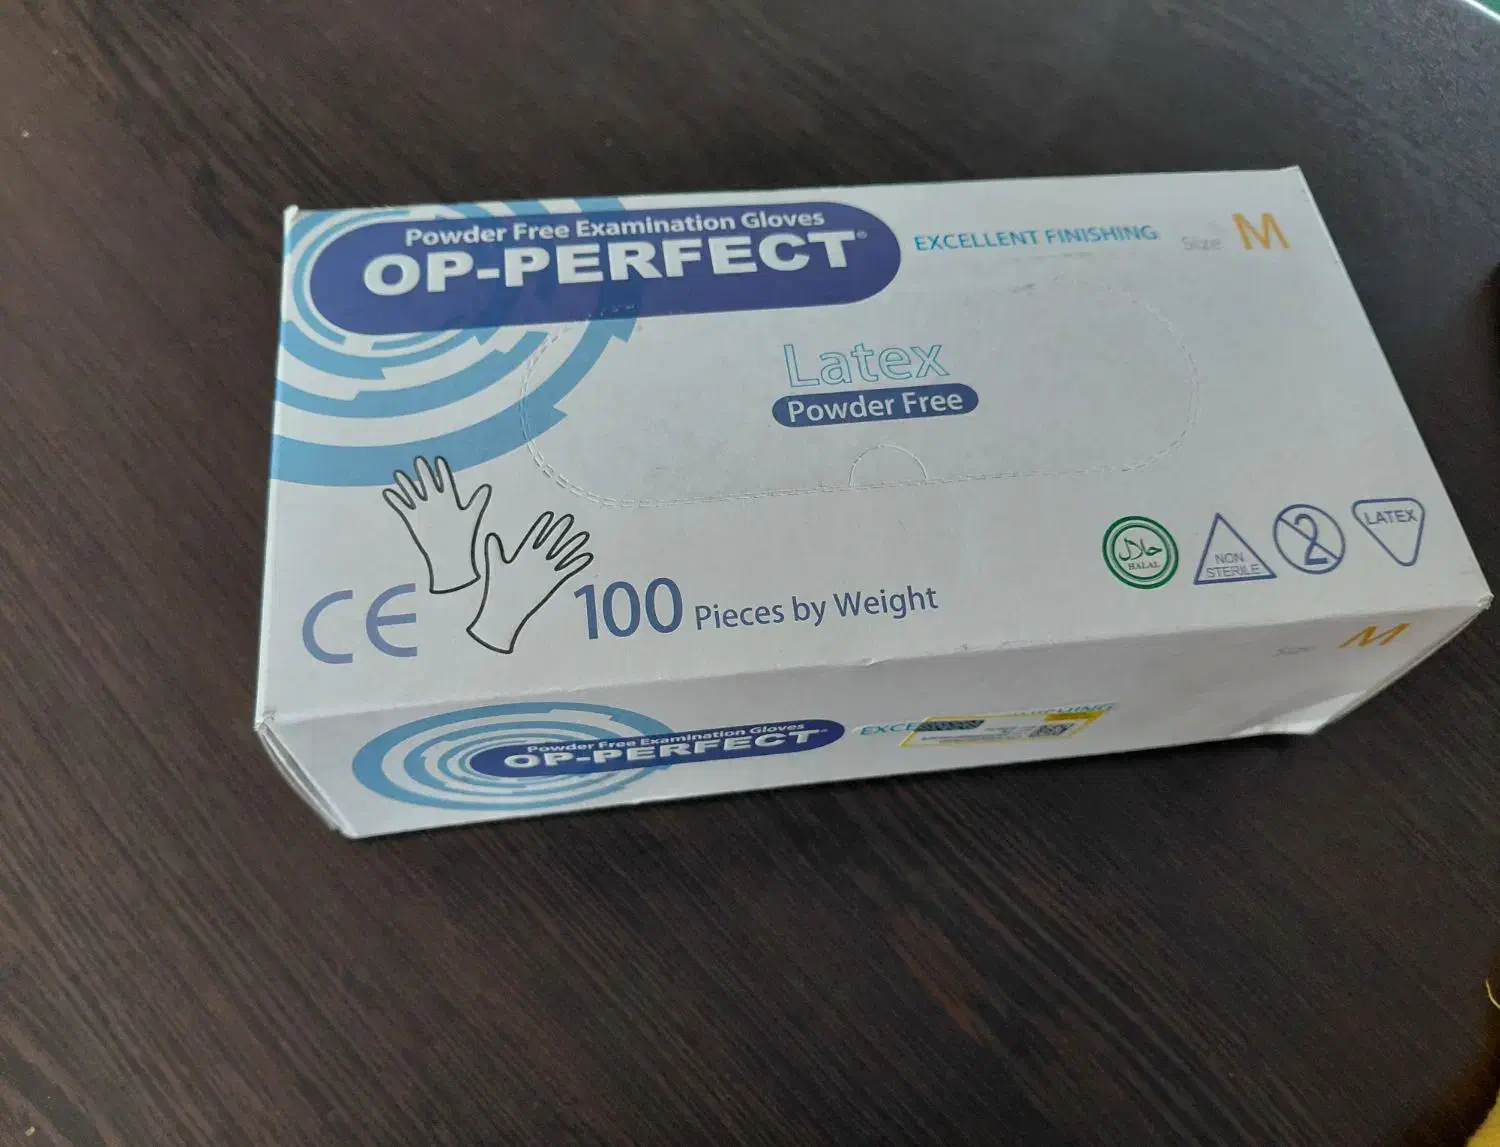 Powder Free Examination Gloves
OP-PERFECT®
EXCELLENT FINISHING
Size M
Latex
Powder Free
CE
100 Pieces by Weight
حلال
HALAL
NON
STERILE
2
LATEX
Size M
Powder Free Examination Gloves
OP-PERFECT